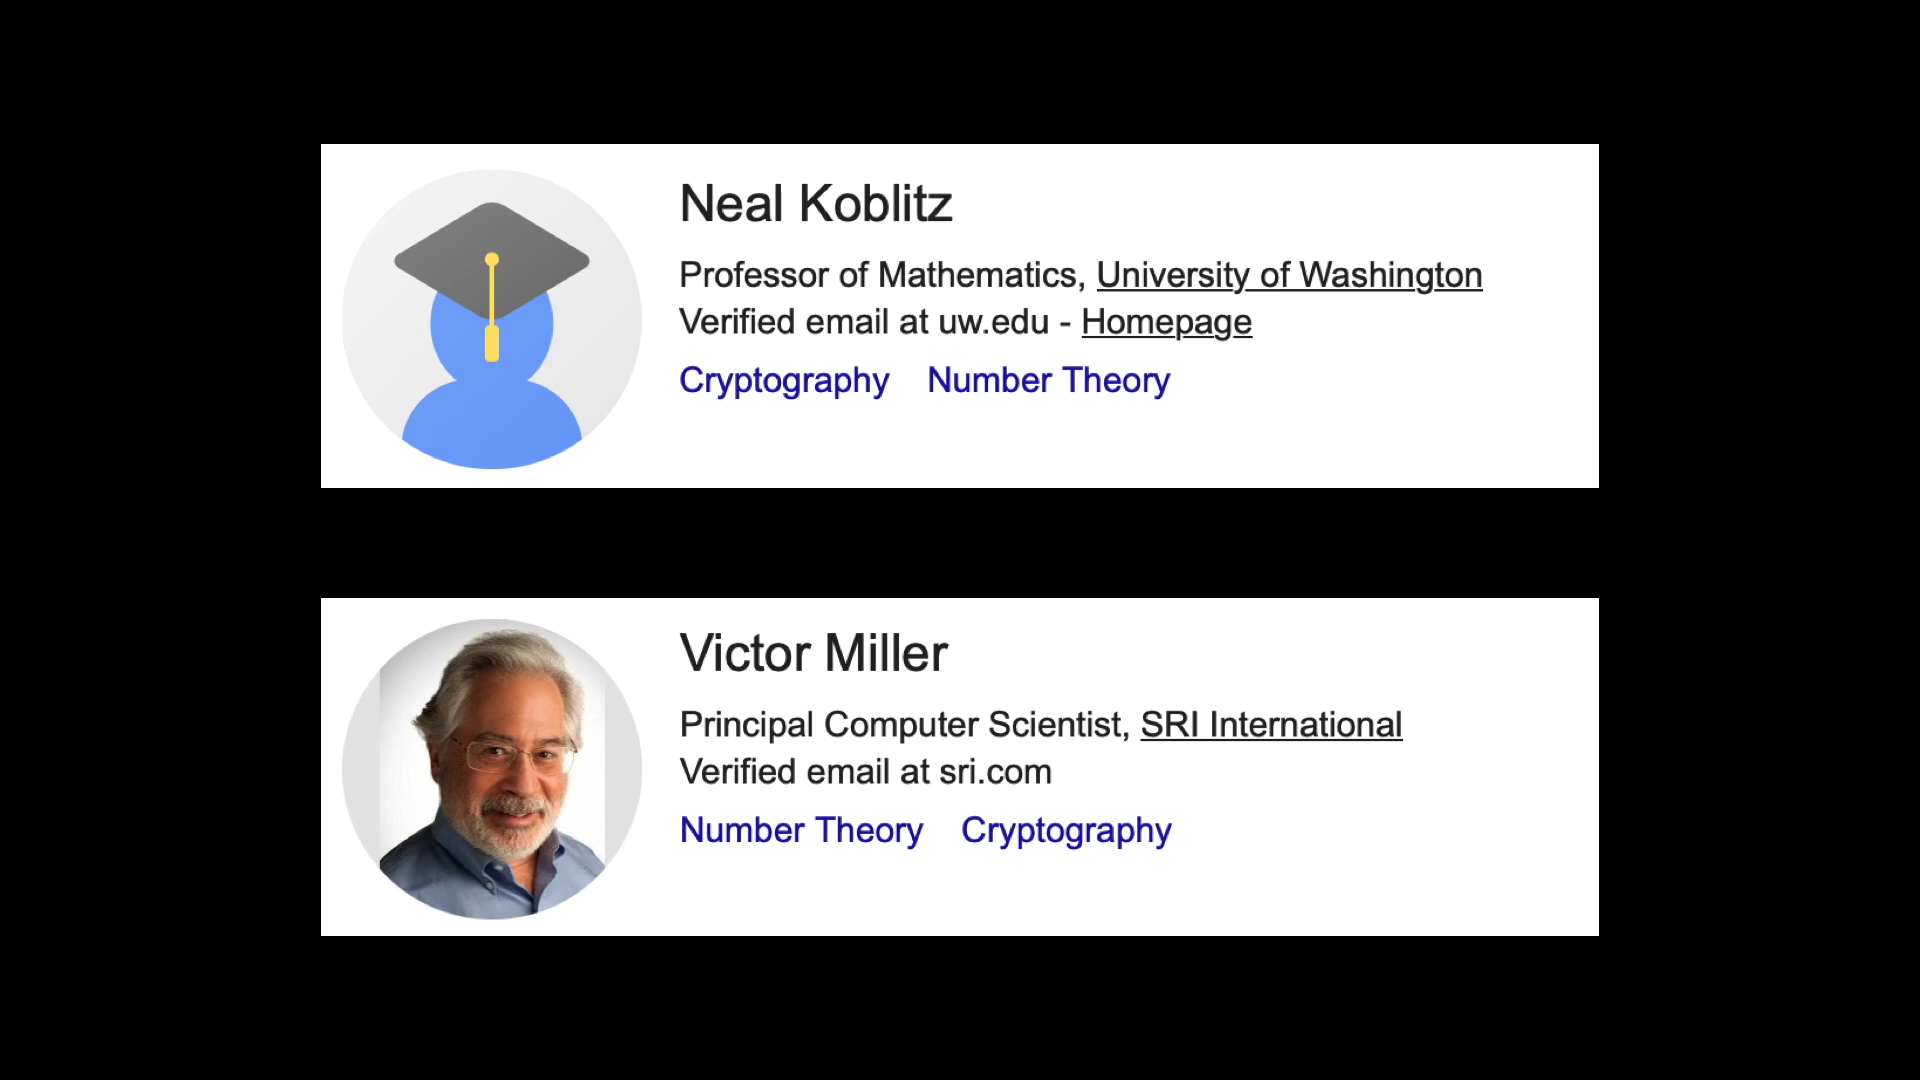 Neal Koblitz
Professor of Mathematics, University of Washington
Verified email at uw.edu - Homepage
Cryptography Number Theory
Victor Miller
Principal Computer Scientist, SRI International
Verified email at sri.com
Number Theory Cryptography